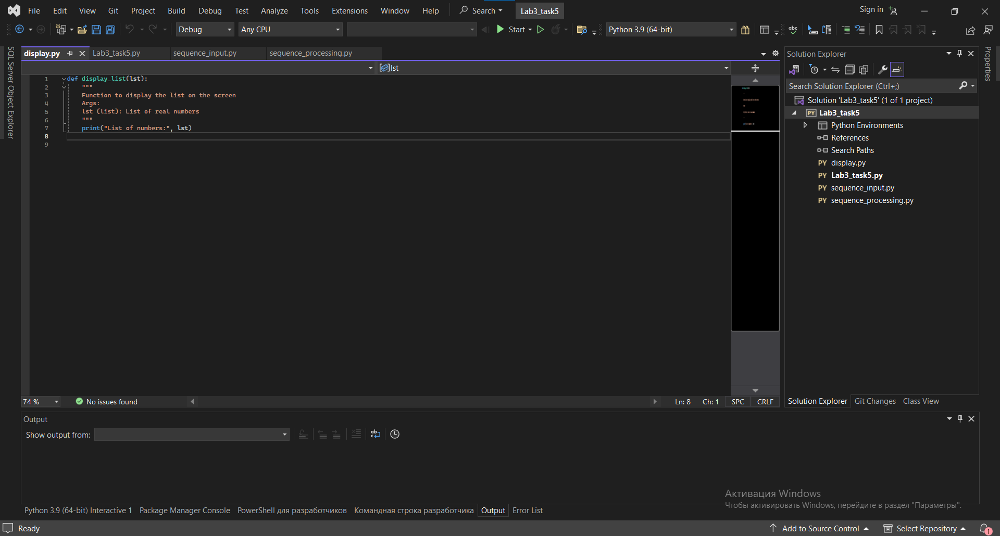 File Edit View Git Project Build Debug Test Analyze Tools Extensions Window Help Search Lab3_task5 Sign in
Debug Any CPU Start Python 3.9 (64-bit) abc
SQL Server Object Explorer
display.py Lab3_task5.py sequence_input.py sequence_processing.py
lst
1 def display_list(lst):
2 """
3 Function to display the list on the screen
4 Args:
5 lst (list): List of real numbers
6 """
7 print("List of numbers:", lst)
8
9
74 % No issues found Ln: 8 Ch: 1 SPC CRLF
Solution Explorer
Search Solution Explorer (Ctrl+;)
Solution 'Lab3_task5' (1 of 1 project)
PY Lab3_task5
Python Environments
References
Search Paths
PY display.py
PY Lab3_task5.py
PY sequence_input.py
PY sequence_processing.py
Solution Explorer Git Changes Class View
Properties
Output
Show output from:
Активация Windows
Чтобы активировать Windows, перейдите в раздел "Параметры".
Python 3.9 (64-bit) Interactive 1 Package Manager Console PowerShell для разработчиков Командная строка разработчика Output Error List
Ready Add to Source Control Select Repository 1